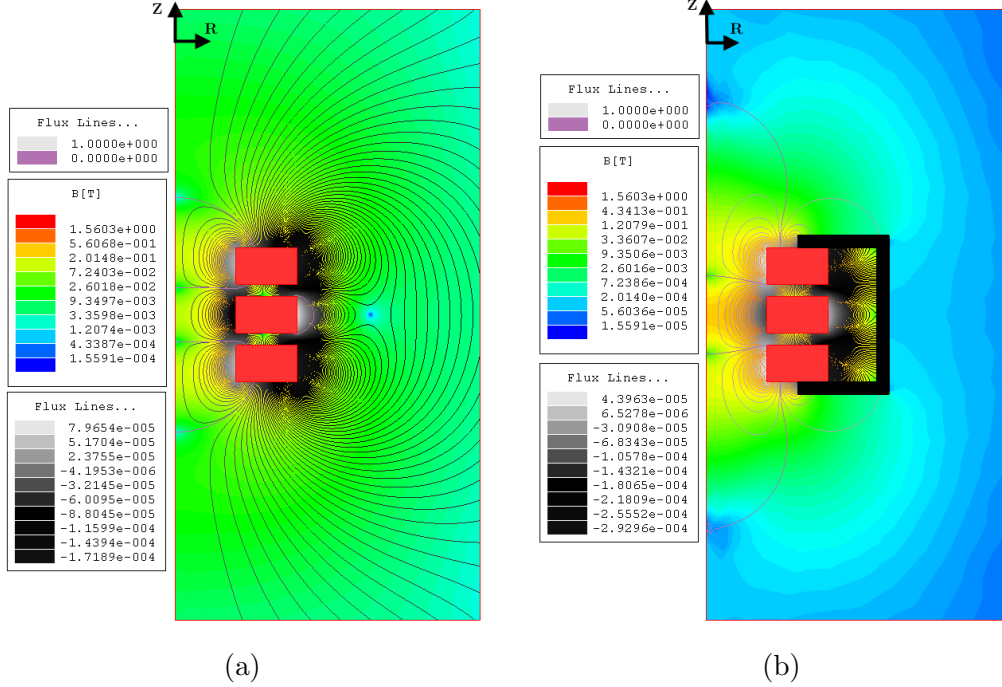 Z
R
Flux Lines...
1.0000e+000
0.0000e+000
B[T]
1.5603e+000
5.6068e-001
2.0148e-001
7.2403e-002
2.6018e-002
9.3497e-003
3.3598e-003
1.2074e-003
4.3387e-004
1.5591e-004
Flux Lines...
7.9654e-005
5.1704e-005
2.3755e-005
-4.1953e-006
-3.2145e-005
-6.0095e-005
-8.8045e-005
-1.1599e-004
-1.4394e-004
-1.7189e-004
(a)
Z
R
Flux Lines...
1.0000e+000
0.0000e+000
B[T]
1.5603e+000
4.3413e-001
1.2079e-001
3.3607e-002
9.3506e-003
2.6016e-003
7.2386e-004
2.0140e-004
5.6036e-005
1.5591e-005
Flux Lines...
4.3963e-005
6.5278e-006
-3.0908e-005
-6.8343e-005
-1.0578e-004
-1.4321e-004
-1.8065e-004
-2.1809e-004
-2.5552e-004
-2.9296e-004
(b)